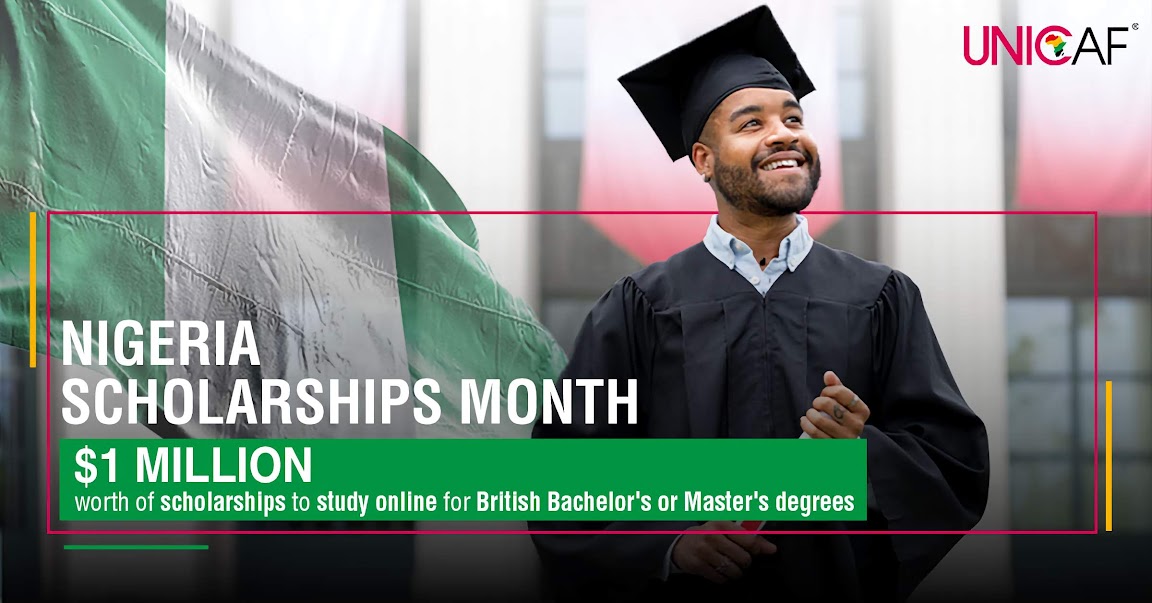 UNICAF®
NIGERIA
SCHOLARSHIPS MONTH
$1 MILLION
worth of scholarships to study online for British Bachelor's or Master's degrees